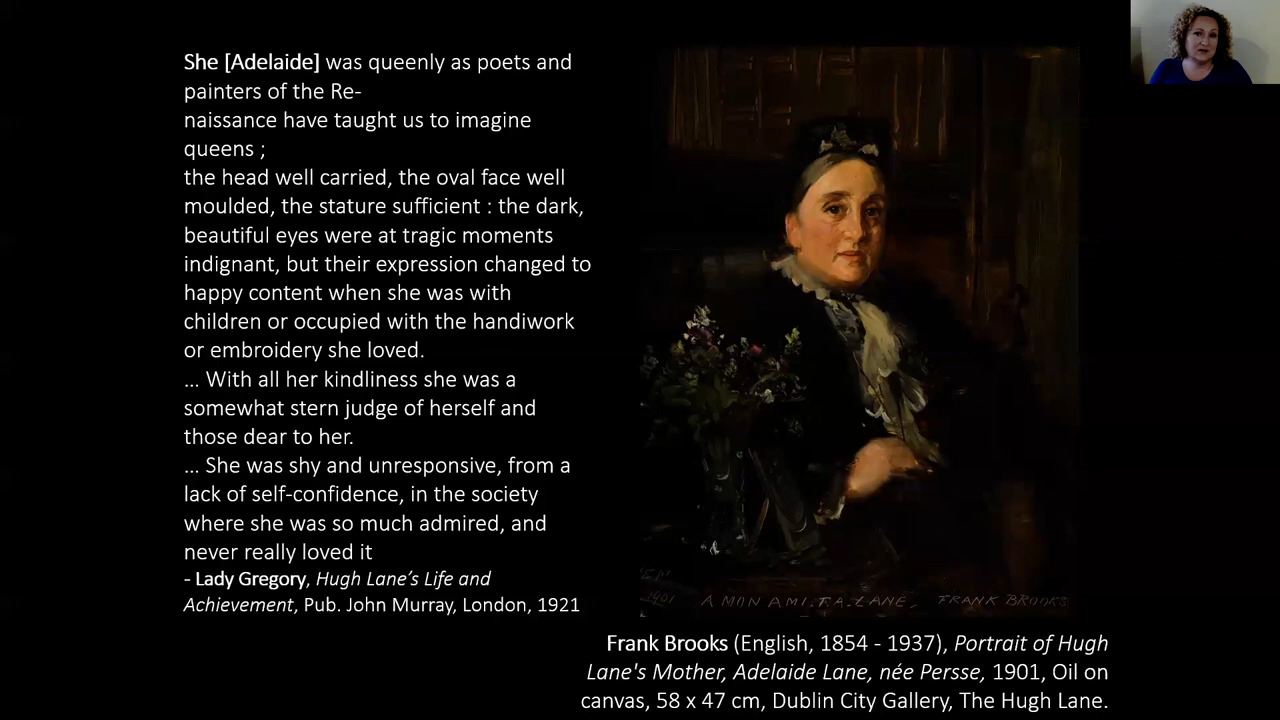 She [Adelaide] was queenly as poets and
painters of the Re-
naissance have taught us to imagine
queens ;
the head well carried, the oval face well
moulded, the stature sufficient : the dark,
beautiful eyes were at tragic moments
indignant, but their expression changed to
happy content when she was with
children or occupied with the handiwork
or embroidery she loved.
... With all her kindliness she was a
somewhat stern judge of herself and
those dear to her.
... She was shy and unresponsive, from a
lack of self-confidence, in the society
where she was so much admired, and
never really loved it
- Lady Gregory, Hugh Lane's Life and
Achievement, Pub. John Murray, London, 1921
1901
A MON AMI. T.A. LANE, FRANK BROOKS
Frank Brooks (English, 1854 - 1937), Portrait of Hugh
Lane's Mother, Adelaide Lane, née Persse, 1901, Oil on
canvas, 58 x 47 cm, Dublin City Gallery, The Hugh Lane.